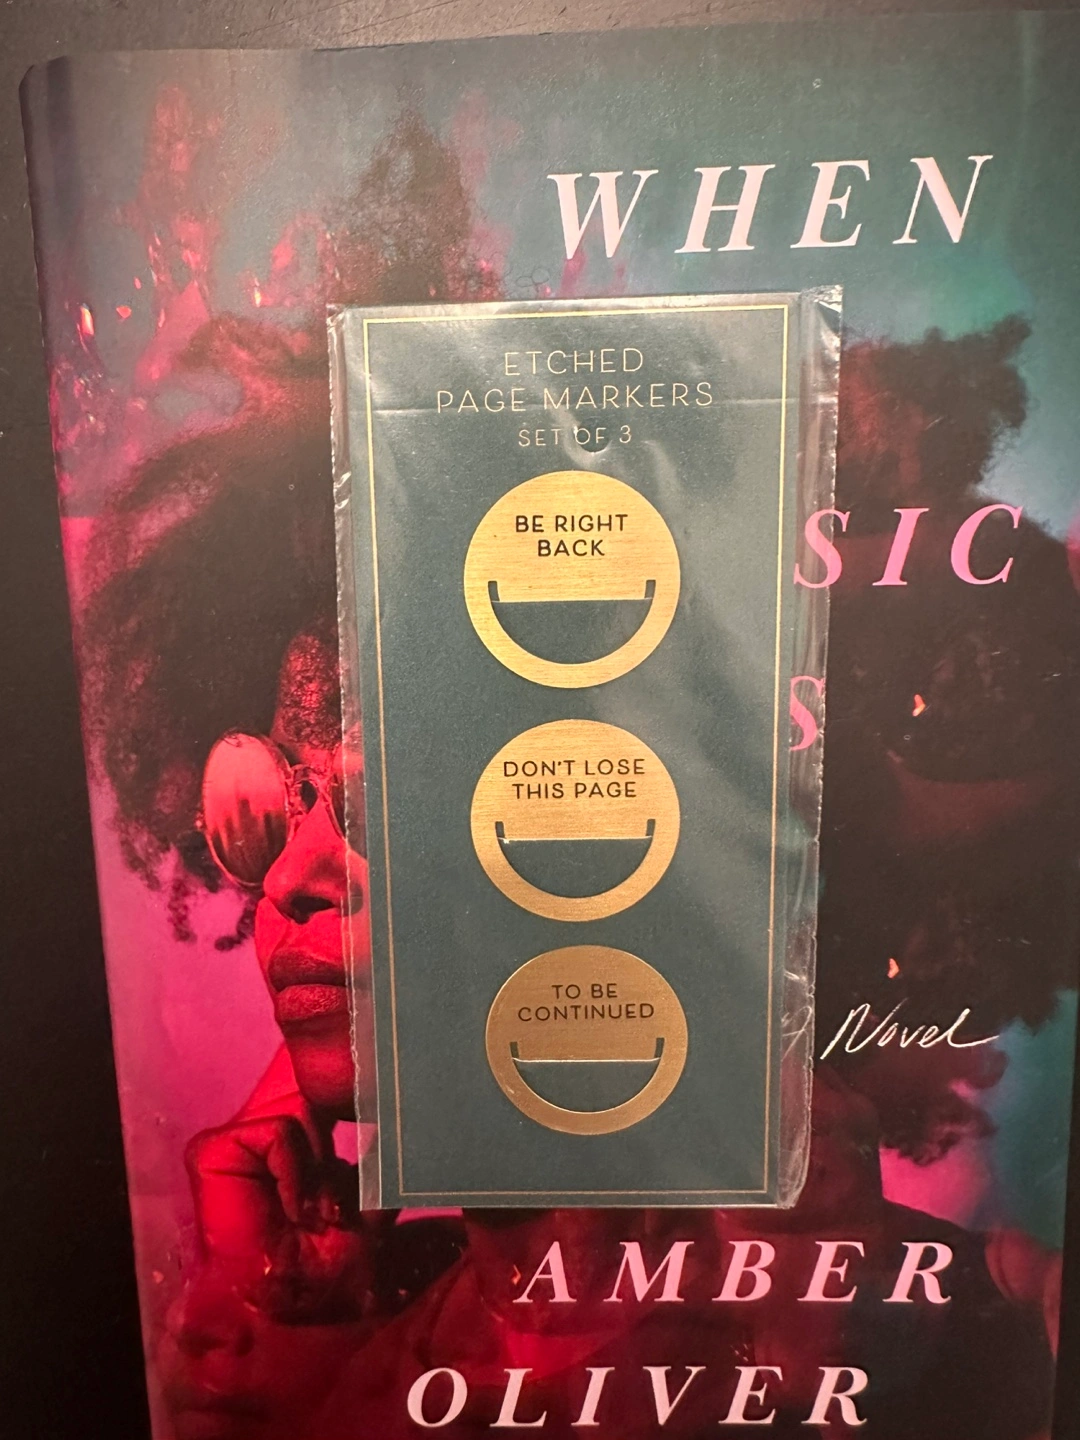 WHEN
ETCHED
PAGE MARKERS
SET OF 3
BE RIGHT
BACK
SIC
S
DON'T LOSE
THIS PAGE
TO BE
CONTINUED
Novel
AMBER
OLIVER